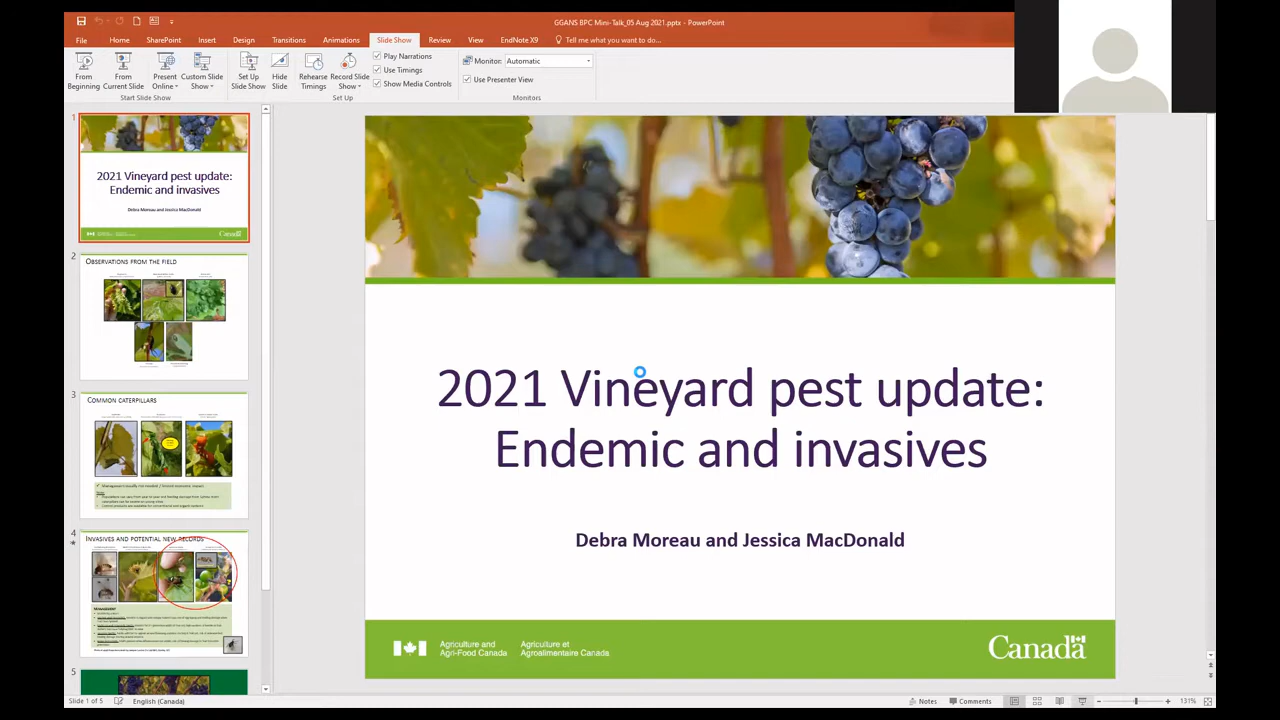 GGANS BPC Mini-Talk_05 Aug 2021.pptx - PowerPoint
File Home SharePoint Insert Design Transitions Animations Slide Show Review View EndNote X9 Tell me what you want to do...
From Beginning
From Current Slide
Present Online
Custom Slide Show
Set Up Slide Show
Hide Slide
Rehearse Timings
Record Slide Show
Play Narrations
Use Timings
Show Media Controls
Monitor: Automatic
Use Presenter View
Start Slide Show
Set Up
Monitors
1
2021 Vineyard pest update:
Endemic and invasives
Debra Moreau and Jessica MacDonald
Canada
2
Observations from the field
3
Common caterpillars
4
Invasives and potential new records
Management
5
2021 Vineyard pest update:
Endemic and invasives
Debra Moreau and Jessica MacDonald
Agriculture and
Agri-Food Canada
Agriculture et
Agroalimentaire Canada
Canada
Slide 1 of 5
English (Canada)
Notes
Comments
131%